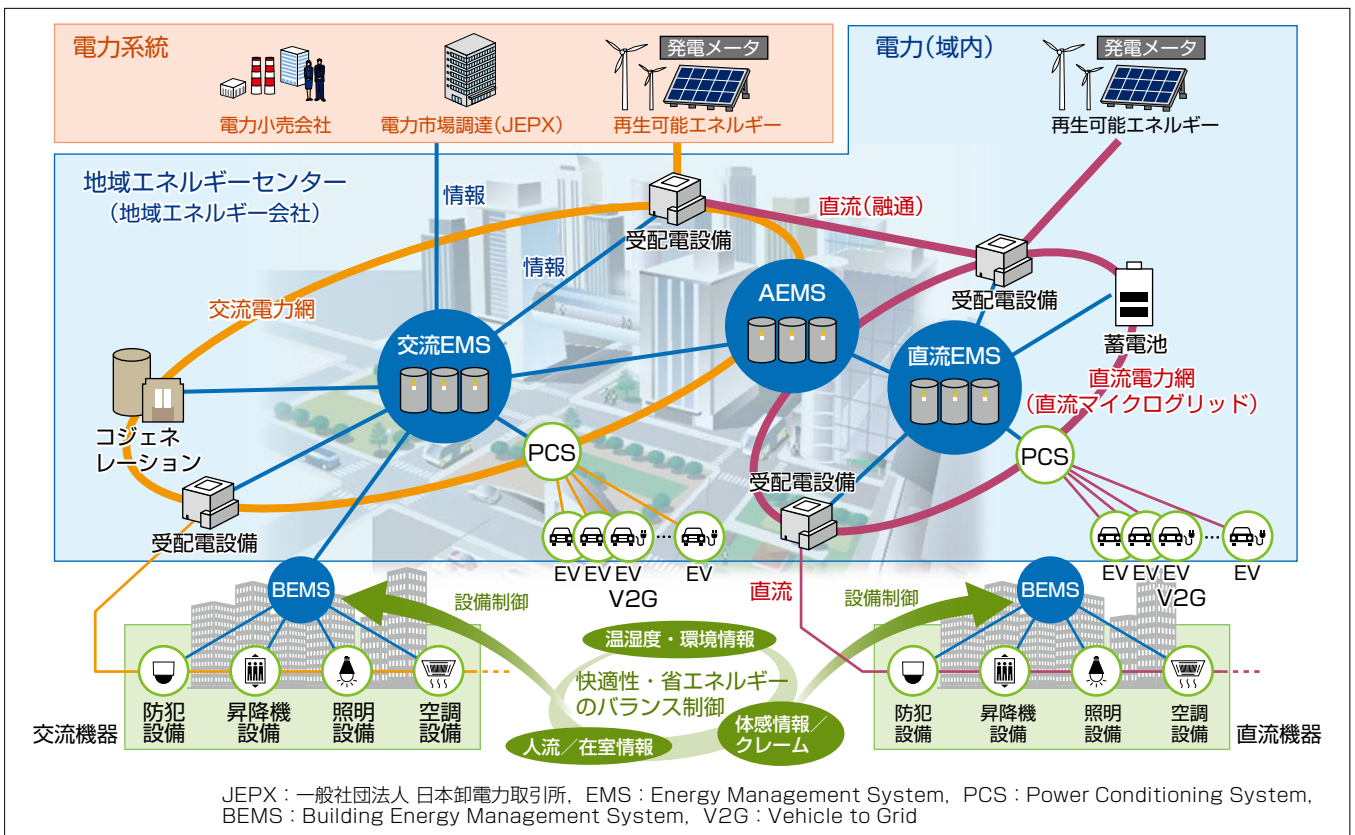 電力系統
発電メータ
電力(域内)
発電メータ
電力小売会社
電力市場調達(JEPX)
再生可能エネルギー
再生可能エネルギー
地域エネルギーセンター
(地域エネルギー会社)
情報
直流(融通)
受配電設備
情報
受配電設備
AEMS
交流電力網
交流EMS
直流EMS
蓄電池
直流電力網
(直流マイクログリッド)
コジェネ
レーション
PCS
PCS
受配電設備
受配電設備
EV EV EV … EV
V2G
EV EV EV … EV
V2G
BEMS
設備制御
直流
設備制御
BEMS
温湿度・環境情報
快適性・省エネルギー
のバランス制御
人流/在室情報
体感情報/
クレーム
交流機器
防犯
設備
昇降機
設備
照明
設備
空調
設備
防犯
設備
昇降機
設備
照明
設備
空調
設備
直流機器
JEPX:一般社団法人 日本卸電力取引所,EMS:Energy Management System,PCS:Power Conditioning System,
BEMS:Building Energy Management System,V2G:Vehicle to Grid